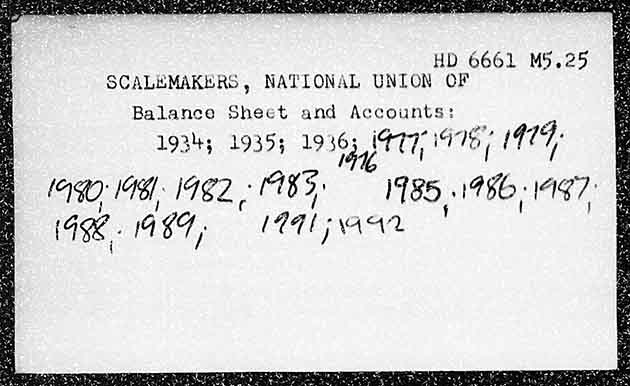 HD 6661 M5.25
SCALEMAKERS, NATIONAL UNION OF
Balance Sheet and Accounts:
1934; 1935; 1936; 1977; 1978; 1979;
1976
1980; 1981; 1982; 1983; 1985; 1986; 1987;
1988; 1989; 1991; 1992